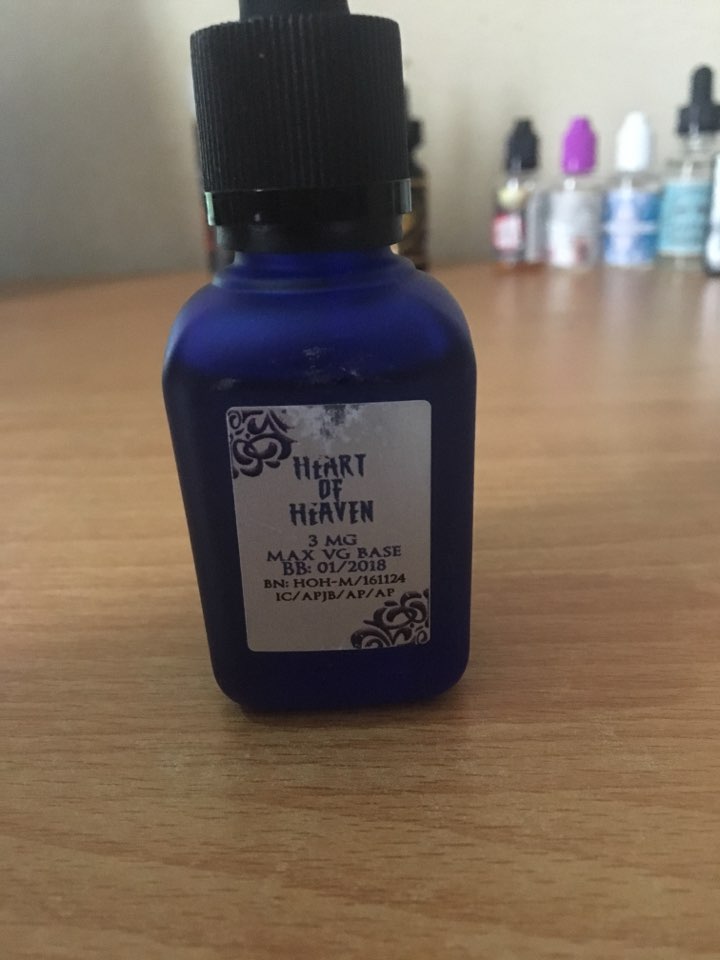 HEART
OF
HEAVEN
3 MG
MAX VG BASE
BB: 01/2018
BN: HOH-M/161124
IC/APJB/AP/AP